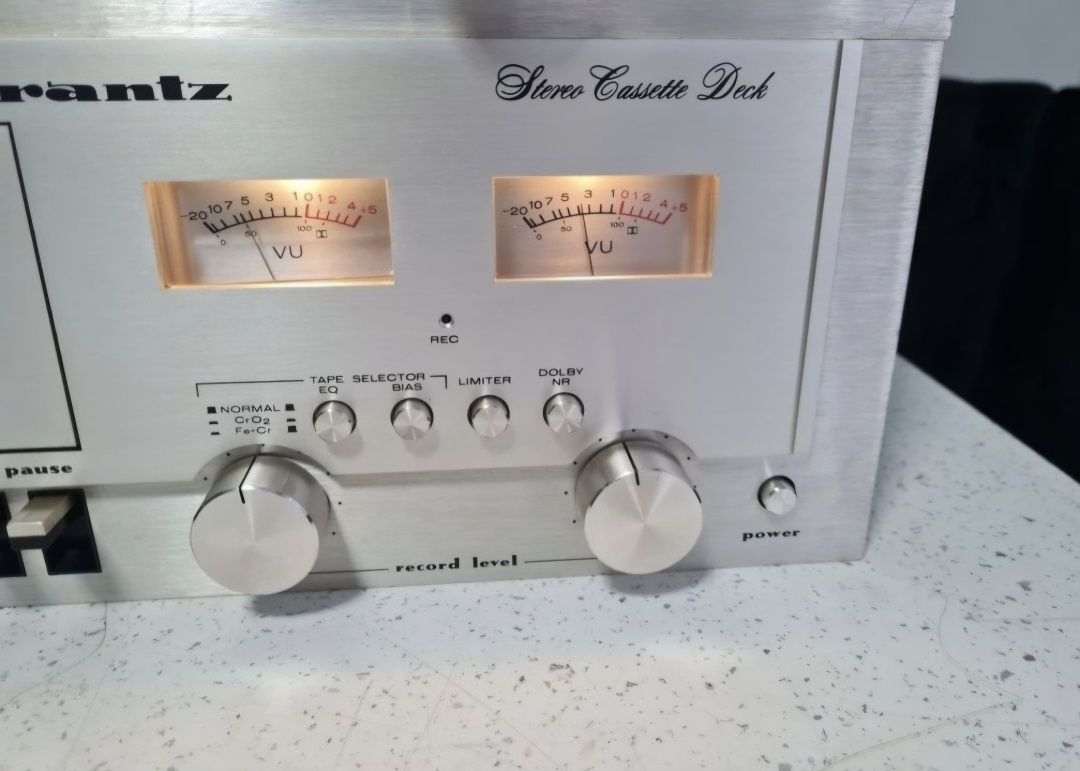 rantz
Stereo Cassette Deck
-20 10 7 5 3 1 0 1 2 4 +5
0 50 100
VU
-20 10 7 5 3 1 0 1 2 4 +5
0 50 100
VU
REC
TAPE SELECTOR
EQ BIAS
LIMITER
DOLBY
NR
NORMAL
CrO2
Fe-Cr
pause
record level
power